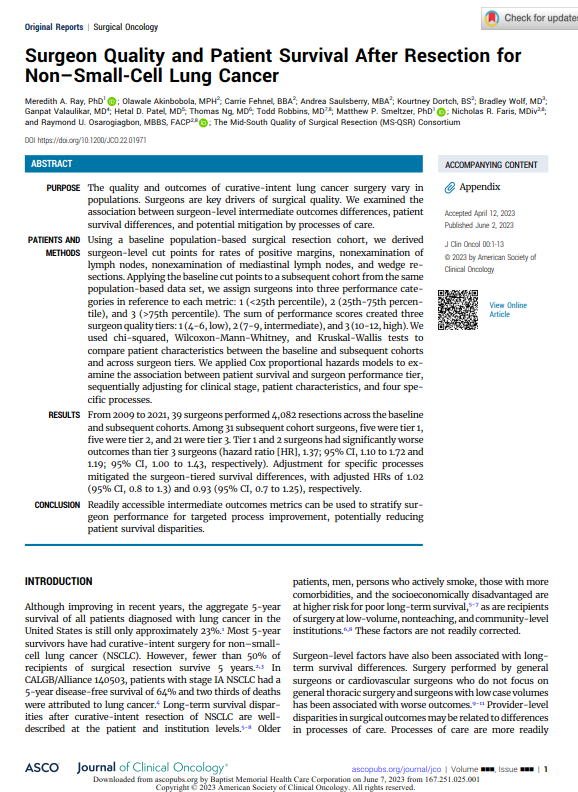 Check for updates
Original Reports | Surgical Oncology
Surgeon Quality and Patient Survival After Resection for
Non–Small-Cell Lung Cancer
Meredith A. Ray, PhD1; Olawale Akinbobola, MPH2; Carrie Fehnel, BBA2; Andrea Saulsberry, MBA2; Kourtney Dortch, BS2; Bradley Wolf, MD3;
Ganpat Valaulikar, MD4; Hetal D. Patel, MD5; Thomas Ng, MD6; Todd Robbins, MD7,8; Matthew P. Smeltzer, PhD1; Nicholas R. Faris, MDiv2,8;
and Raymond U. Osarogiagbon, MBBS, FACP2,8; The Mid-South Quality of Surgical Resection (MS-QSR) Consortium
DOI https://doi.org/10.1200/JCO.22.01971
ABSTRACT
PURPOSE The quality and outcomes of curative-intent lung cancer surgery vary in
populations. Surgeons are key drivers of surgical quality. We examined the
association between surgeon-level intermediate outcomes differences, patient
survival differences, and potential mitigation by processes of care.
PATIENTS AND METHODS Using a baseline population-based surgical resection cohort, we derived
surgeon-level cut points for rates of positive margins, nonexamination of
lymph nodes, nonexamination of mediastinal lymph nodes, and wedge re-
sections. Applying the baseline cut points to a subsequent cohort from the same
population-based data set, we assign surgeons into three performance cate-
gories in reference to each metric: 1 (<25th percentile), 2 (25th-75th percen-
tile), and 3 (>75th percentile). The sum of performance scores created three
surgeon quality tiers: 1 (4-6, low), 2 (7-9, intermediate), and 3 (10-12, high). We
used chi-squared, Wilcoxon-Mann-Whitney, and Kruskal-Wallis tests to
compare patient characteristics between the baseline and subsequent cohorts
and across surgeon tiers. We applied Cox proportional hazards models to ex-
amine the association between patient survival and surgeon performance tier,
sequentially adjusting for clinical stage, patient characteristics, and four spe-
cific processes.
RESULTS From 2009 to 2021, 39 surgeons performed 4,082 resections across the baseline
and subsequent cohorts. Among 31 subsequent cohort surgeons, five were tier 1,
five were tier 2, and 21 were tier 3. Tier 1 and 2 surgeons had significantly worse
outcomes than tier 3 surgeons (hazard ratio [HR], 1.37; 95% CI, 1.10 to 1.72 and
1.19; 95% CI, 1.00 to 1.43, respectively). Adjustment for specific processes
mitigated the surgeon-tiered survival differences, with adjusted HRs of 1.02
(95% CI, 0.8 to 1.3) and 0.93 (95% CI, 0.7 to 1.25), respectively.
CONCLUSION Readily accessible intermediate outcomes metrics can be used to stratify sur-
geon performance for targeted process improvement, potentially reducing
patient survival disparities.
ACCOMPANYING CONTENT
Appendix
Accepted April 12, 2023
Published June 2, 2023
J Clin Oncol 00:1-13
© 2023 by American Society of
Clinical Oncology
View Online
Article
INTRODUCTION
Although improving in recent years, the aggregate 5-year
survival of all patients diagnosed with lung cancer in the
United States is still only approximately 23%.1 Most 5-year
survivors have had curative-intent surgery for non–small-
cell lung cancer (NSCLC). However, fewer than 50% of
recipients of surgical resection survive 5 years.2,3 In
CALGB/Alliance 140503, patients with stage IA NSCLC had a
5-year disease-free survival of 64% and two thirds of deaths
were attributed to lung cancer.4 Long-term survival dispar-
ities after curative-intent resection of NSCLC are well-
described at the patient and institution levels.5-8 Older
patients, men, persons who actively smoke, those with more
comorbidities, and the socioeconomically disadvantaged are
at higher risk for poor long-term survival,5-7 as are recipients
of surgery at low-volume, nonteaching, and community-level
institutions.6,8 These factors are not readily corrected.
Surgeon-level factors have also been associated with long-
term survival differences. Surgery performed by general
surgeons or cardiovascular surgeons who do not focus on
general thoracic surgery and surgeons with low case volumes
has been associated with worse outcomes.9-11 Provider-level
disparities in surgical outcomes may be related to differences
in processes of care. Processes of care are more readily
ASCO Journal of Clinical Oncology®
ascopubs.org/journal/jco | Volume ■■■, Issue ■■■ | 1
Downloaded from ascopubs.org by Baptist Memorial Health Care Corporation on June 7, 2023 from 167.251.025.001
Copyright © 2023 American Society of Clinical Oncology. All rights reserved.